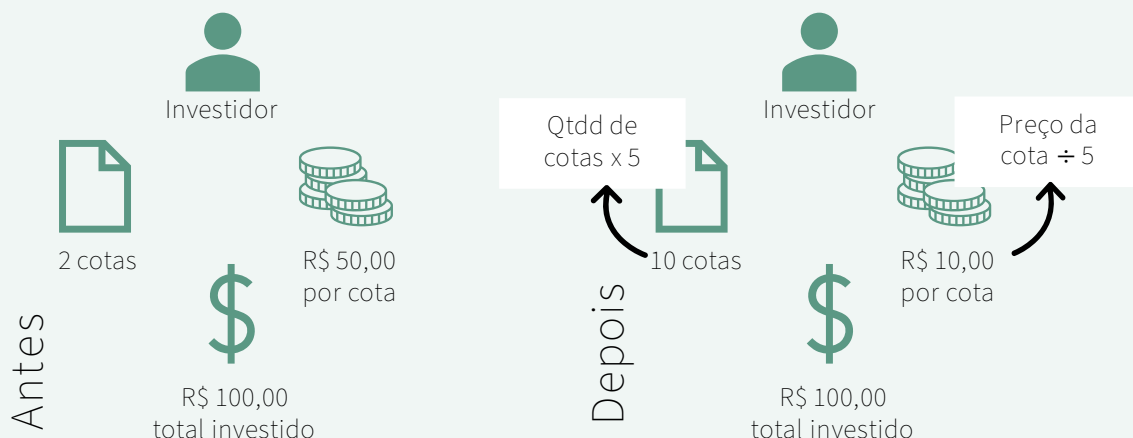 Investidor
2 cotas
R$ 50,00
por cota
R$ 100,00
total investido
Antes
Investidor
Qtdd de
cotas x 5
Preço da
cota ÷ 5
10 cotas
R$ 10,00
por cota
R$ 100,00
total investido
Depois